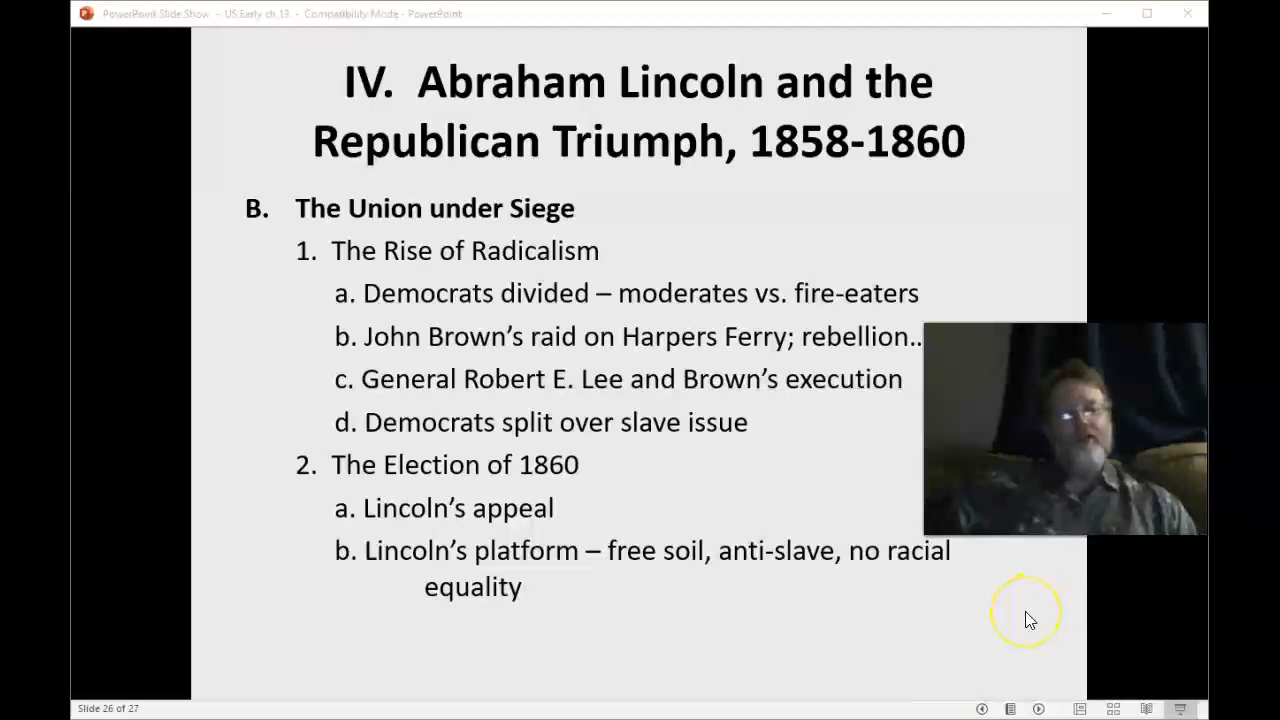 PowerPoint Slide Show - US Early ch 13 - Compatibility Mode - PowerPoint
IV. Abraham Lincoln and the
Republican Triumph, 1858-1860
B. The Union under Siege
1. The Rise of Radicalism
a. Democrats divided – moderates vs. fire-eaters
b. John Brown’s raid on Harpers Ferry; rebellion..
c. General Robert E. Lee and Brown’s execution
d. Democrats split over slave issue
2. The Election of 1860
a. Lincoln’s appeal
b. Lincoln’s platform – free soil, anti-slave, no racial
equality
Slide 26 of 27